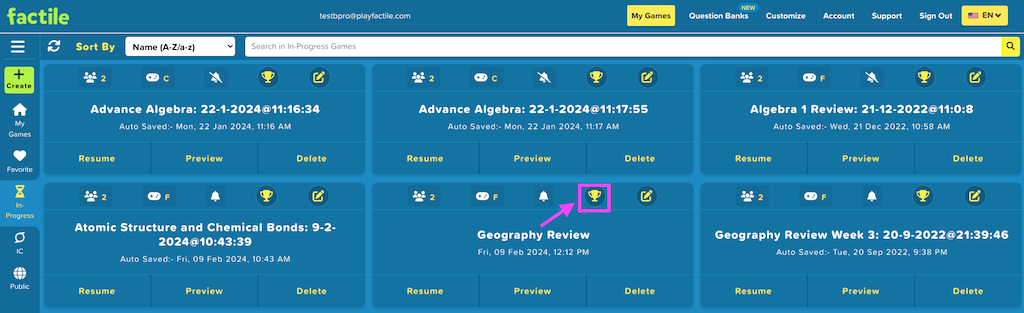 factile
testbpro@playfactile.com
My Games
NEW
Question Banks
Customize
Account
Support
Sign Out
EN
Sort By
Name (A-Z/a-z)
Search in In-Progress Games
Create
My
Games
Favorite
In-
Progress
IC
Public
2 C
Advance Algebra: 22-1-2024@11:16:34
Auto Saved:- Mon, 22 Jan 2024, 11:16 AM
Resume Preview Delete
2 C
Advance Algebra: 22-1-2024@11:17:55
Auto Saved:- Mon, 22 Jan 2024, 11:17 AM
Resume Preview Delete
2 F
Algebra 1 Review: 21-12-2022@11:0:8
Auto Saved:- Wed, 21 Dec 2022, 10:58 AM
Resume Preview Delete
2 F
Atomic Structure and Chemical Bonds: 9-2-
2024@10:43:39
Auto Saved:- Fri, 09 Feb 2024, 10:43 AM
Resume Preview Delete
2 F
Geography Review
Fri, 09 Feb 2024, 12:12 PM
Resume Preview Delete
2 F
Geography Review Week 3: 20-9-2022@21:39:46
Auto Saved:- Tue, 20 Sep 2022, 9:38 PM
Resume Preview Delete